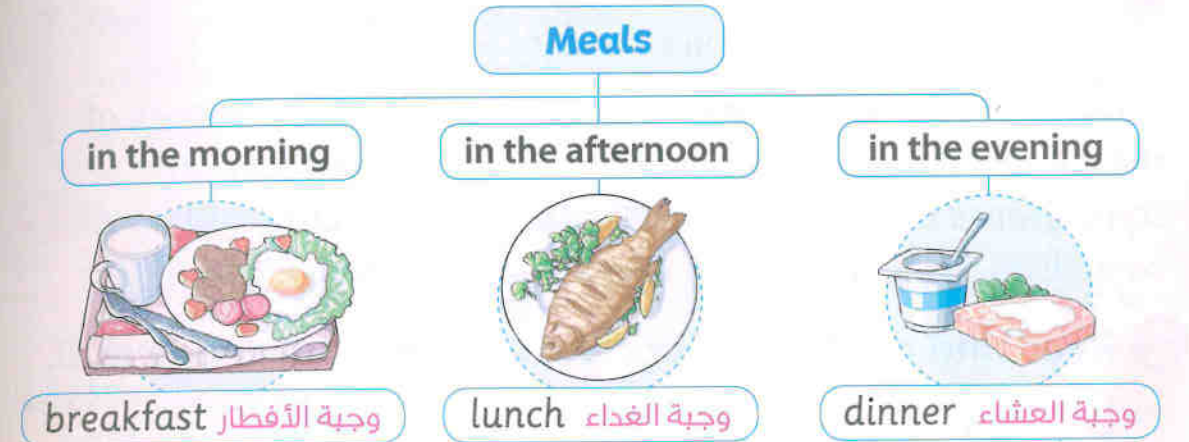 Meals
in the morning
in the afternoon
in the evening
breakfast وجبة الأفطار
lunch وجبة الغداء
dinner وجبة العشاء